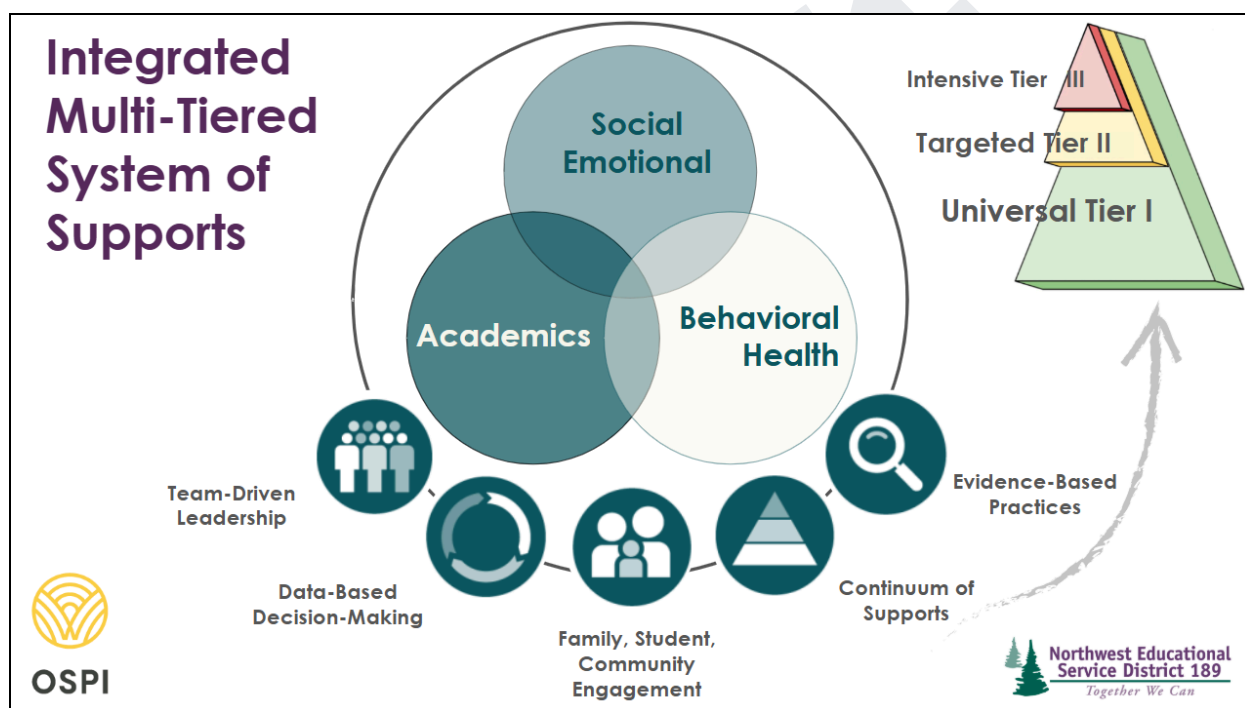 Integrated
Multi-Tiered
System of
Supports
Social
Emotional
Academics
Behavioral
Health
Intensive Tier III
Targeted Tier II
Universal Tier I
Team-Driven
Leadership
Data-Based
Decision-Making
Family, Student,
Community
Engagement
Continuum of
Supports
Evidence-Based
Practices
OSPI
Northwest Educational
Service District 189
Together We Can